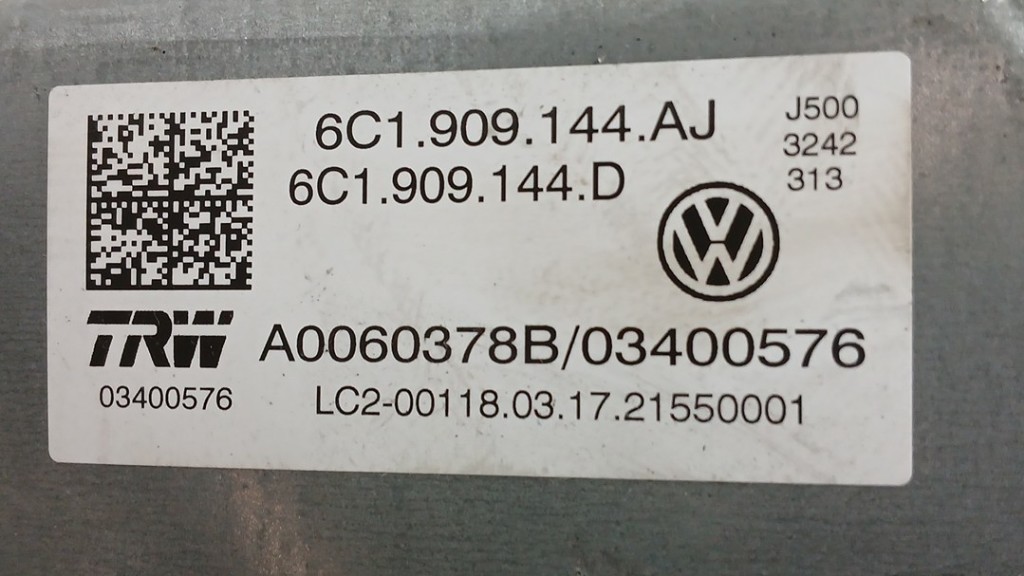 6C1.909.144.AJ
6C1.909.144.D
J500
3242
313
TRW
03400576
A0060378B/03400576
LC2-00118.03.17.21550001